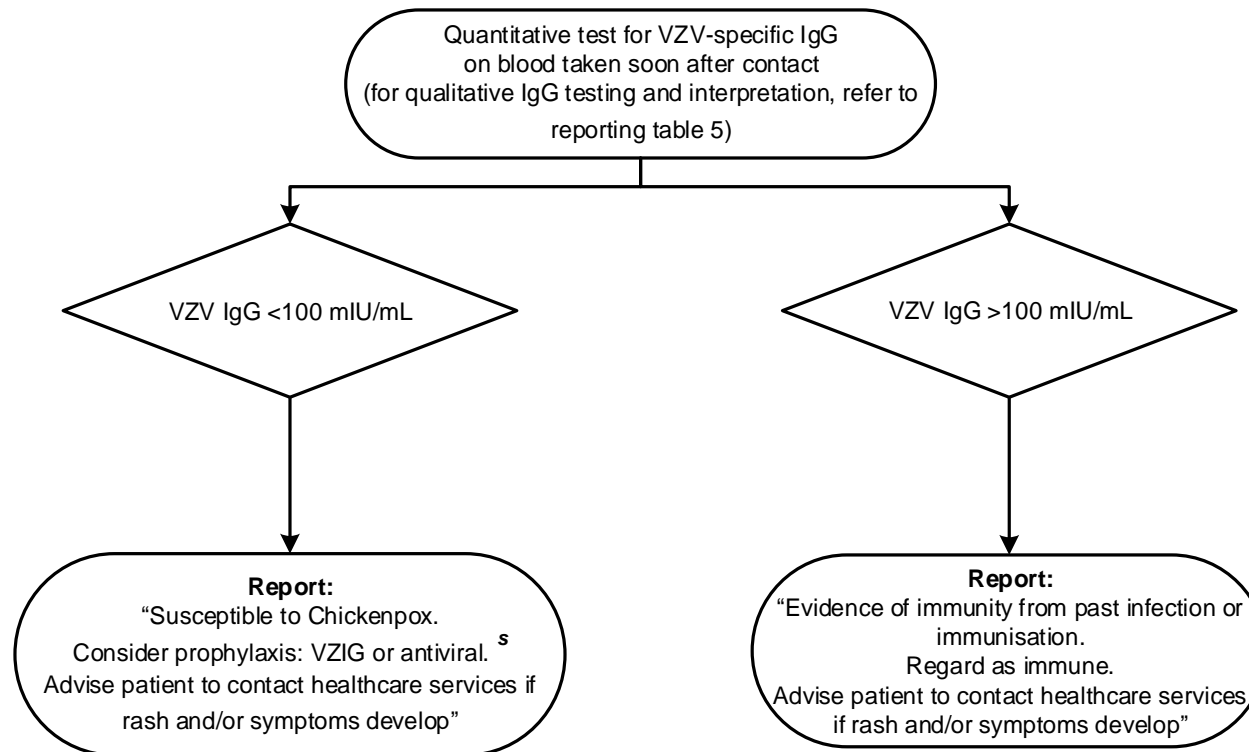 Quantitative test for VZV-specific IgG
on blood taken soon after contact
(for qualitative IgG testing and interpretation, refer to
reporting table 5)
VZV IgG <100 mIU/mL
VZV IgG >100 mIU/mL
Report:
“Susceptible to Chickenpox.
Consider prophylaxis: VZIG or antiviral. s
Advise patient to contact healthcare services if
rash and/or symptoms develop”
Report:
“Evidence of immunity from past infection or
immunisation.
Regard as immune.
Advise patient to contact healthcare services
if rash and/or symptoms develop”